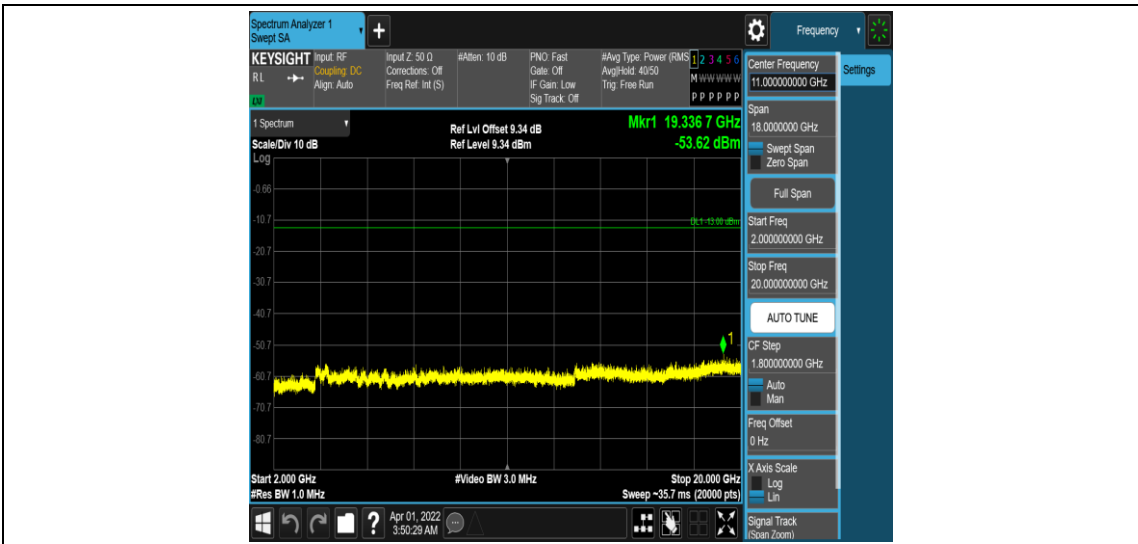 Spectrum Analyzer 1
Swept SA
+
Frequency
KEYSIGHT
RL
LXI
Input: RF
Coupling: DC
Align: Auto
Input Z: 50 Ω
Corrections: Off
Freq Ref: Int (S)
#Atten: 10 dB
PNO: Fast
Gate: Off
IF Gain: Low
Sig Track: Off
#Avg Type: Power (RMS
Avg|Hold: 40/50
Trig: Free Run
1 2 3 4 5 6
M W W W W W
P P P P P P
1 Spectrum
Scale/Div 10 dB
Ref Lvl Offset 9.34 dB
Ref Level 9.34 dBm
Mkr1 19.336 7 GHz
-53.62 dBm
Log
-0.66
-10.7
DL1 -13.00 dBm
-20.7
-30.7
-40.7
-50.7
1
-60.7
-70.7
-80.7
Start 2.000 GHz
#Video BW 3.0 MHz
Stop 20.000 GHz
#Res BW 1.0 MHz
Sweep ~35.7 ms (20000 pts)
Center Frequency
11.000000000 GHz
Settings
Span
18.0000000 GHz
Swept Span
Zero Span
Full Span
Start Freq
2.000000000 GHz
Stop Freq
20.000000000 GHz
AUTO TUNE
CF Step
1.800000000 GHz
Auto
Man
Freq Offset
0 Hz
X Axis Scale
Log
Lin
Signal Track
(Span Zoom)
?
Apr 01, 2022
3:50:29 AM